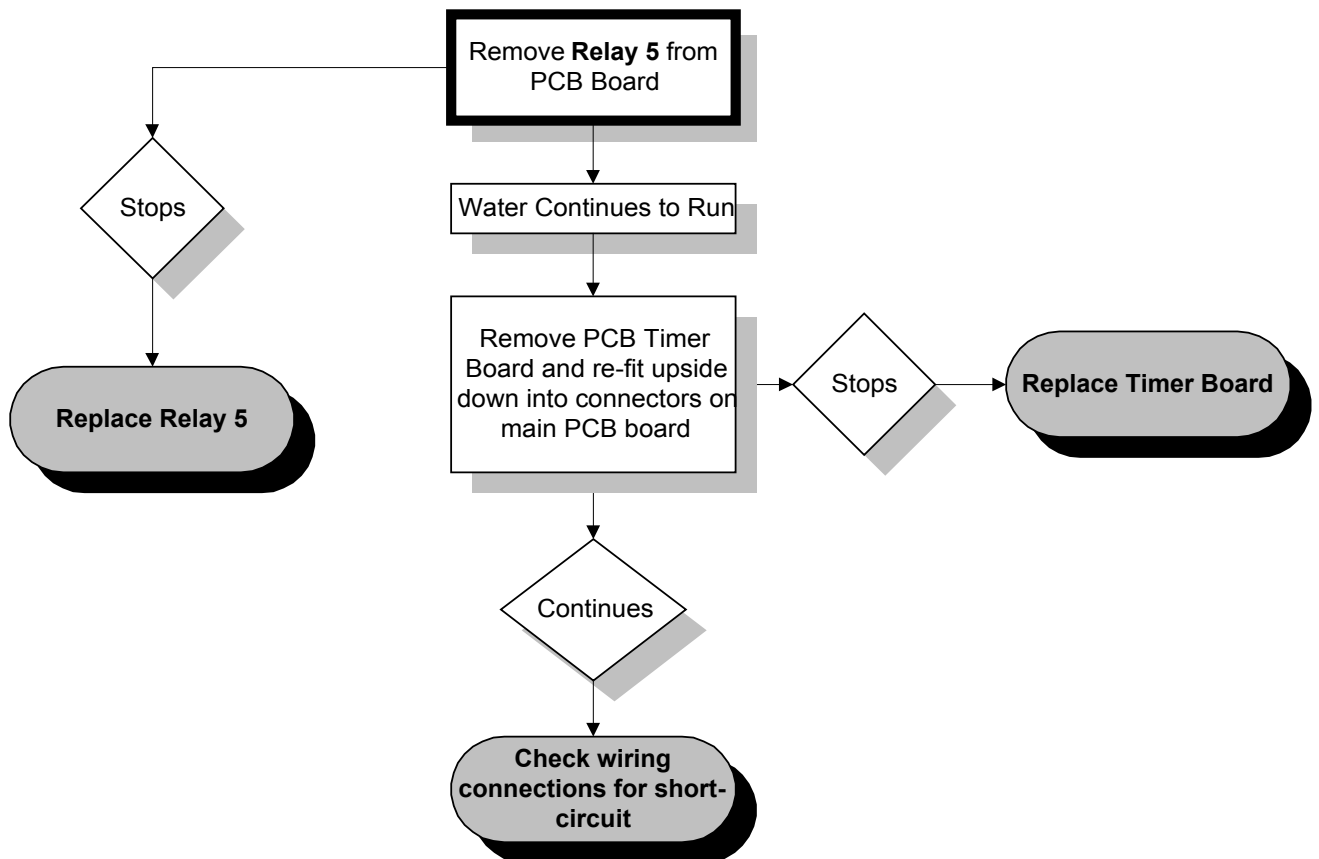 Remove Relay 5 from
PCB Board
Stops
Water Continues to Run
Remove PCB Timer
Board and re-fit upside
down into connectors on
main PCB board
Stops
Replace Timer Board
Replace Relay 5
Continues
Check wiring
connections for short-
circuit